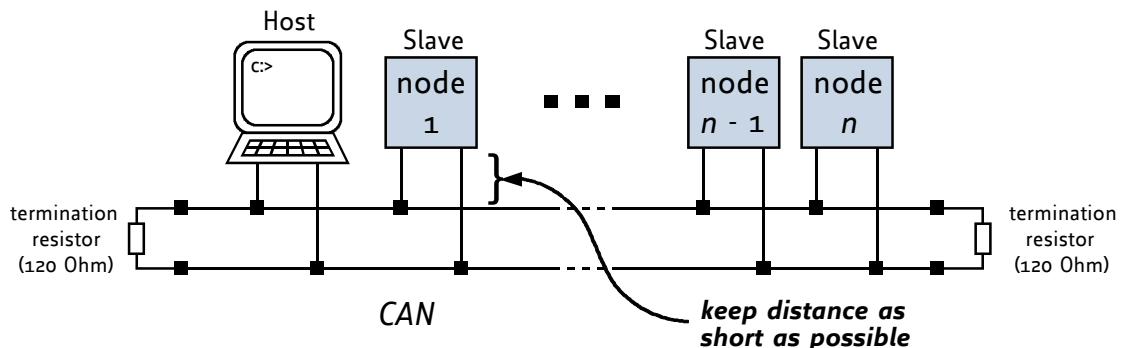 Host
C:>
Slave
node
1
Slave
node
n - 1
Slave
node
n
termination
resistor
(120 Ohm)
termination
resistor
(120 Ohm)
CAN
keep distance as
short as possible